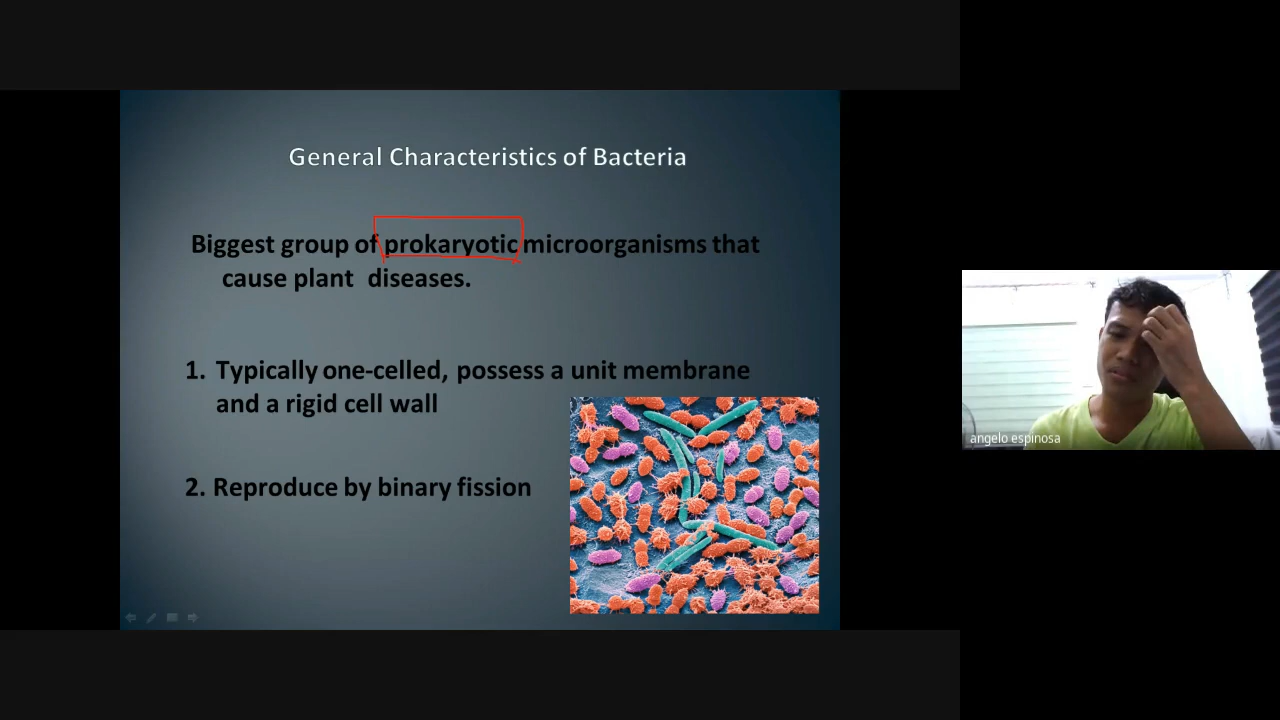 General Characteristics of Bacteria
Biggest group of prokaryotic microorganisms that
cause plant diseases.
1. Typically one-celled, possess a unit membrane
and a rigid cell wall
2. Reproduce by binary fission
angelo espinosa